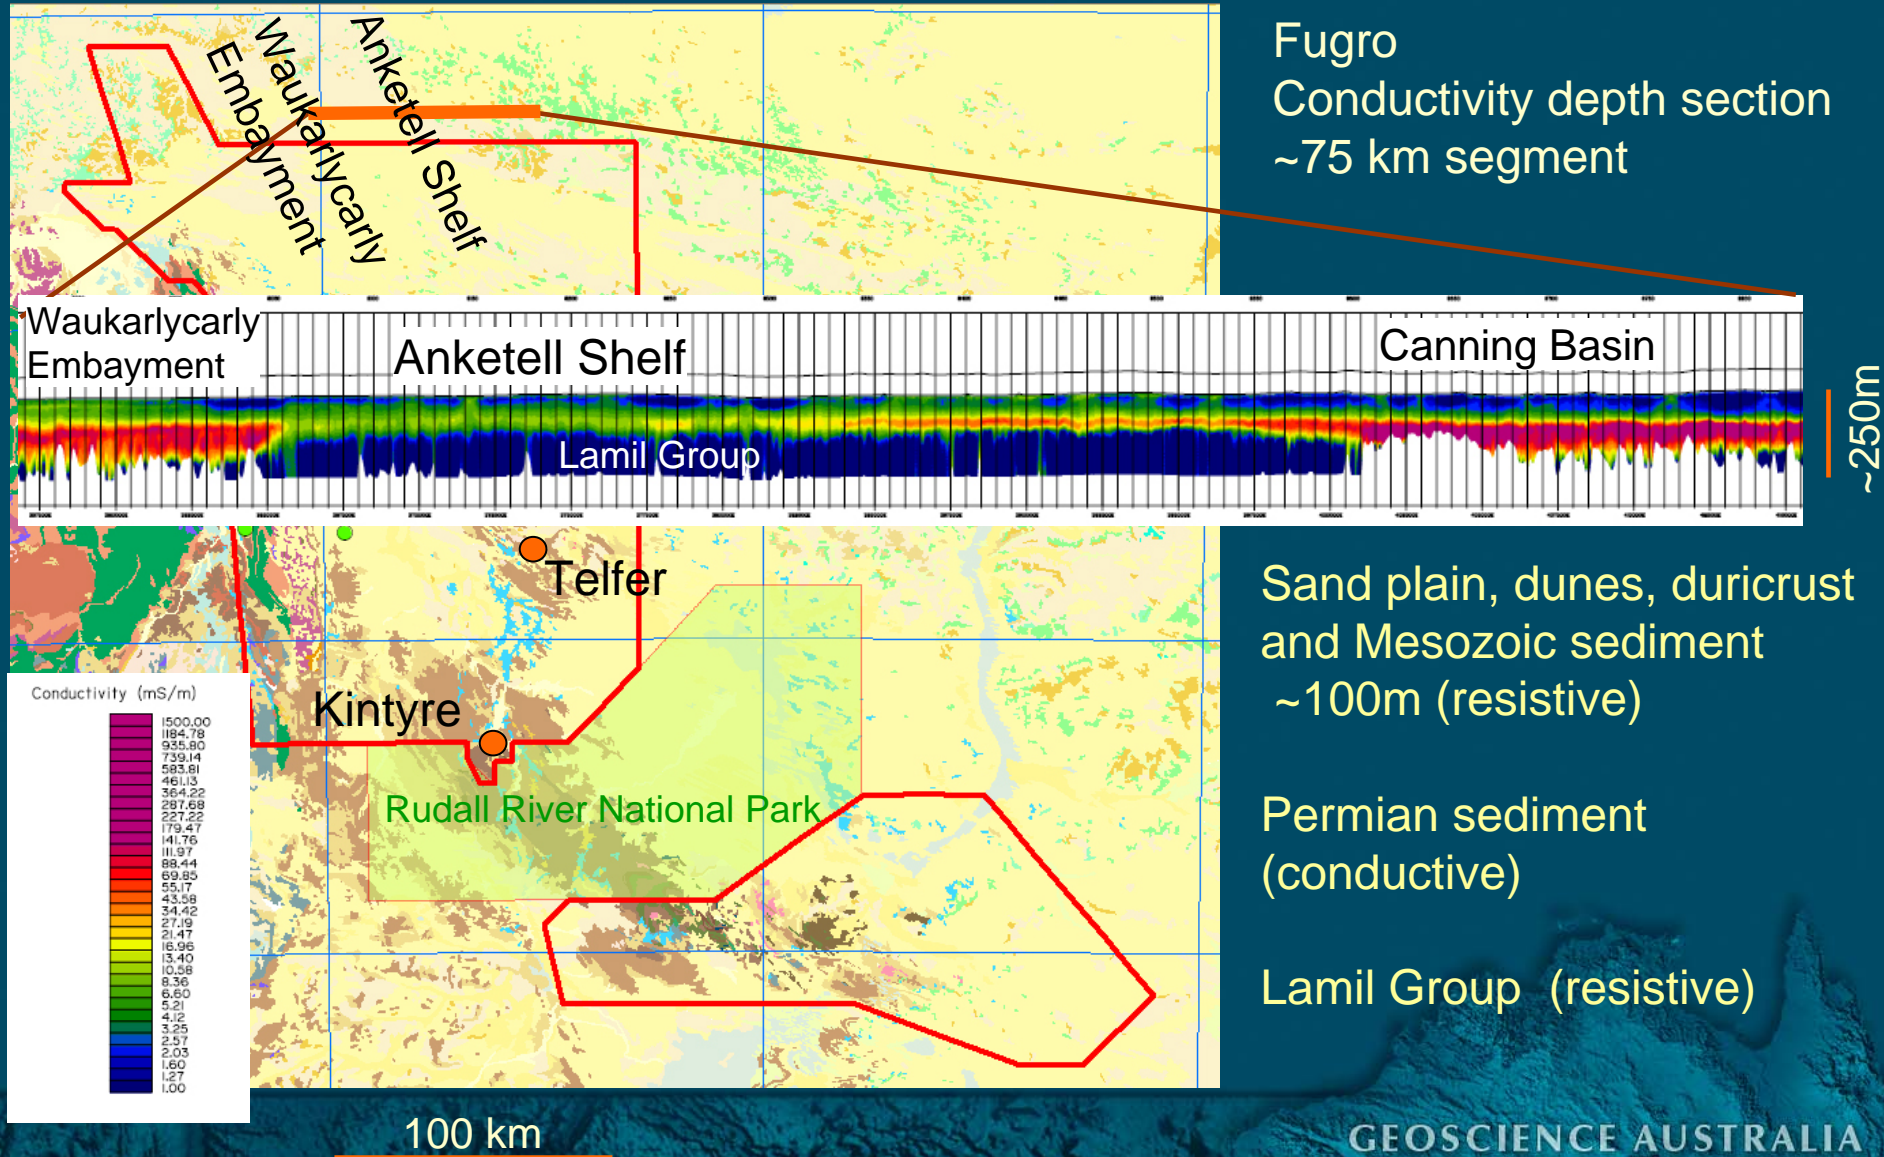 Fugro
Conductivity depth section
~75 km segment
Waukarlycarly
Embayment
Anketell Shelf
Waukarlycarly
Embayment
Anketell Shelf
Canning Basin
Lamil Group
~250m
Telfer
Kintyre
Rudall River National Park
Sand plain, dunes, duricrust
and Mesozoic sediment
~100m (resistive)
Permian sediment
(conductive)
Lamil Group (resistive)
Conductivity (mS/m)
1500.00
1184.78
935.80
739.14
583.81
461.13
364.22
287.68
227.22
179.47
141.76
111.97
88.44
69.85
55.17
43.58
34.42
27.19
21.47
16.96
13.40
10.58
8.36
6.60
5.21
4.12
3.25
2.57
2.03
1.60
1.27
1.00
100 km
GEOSCIENCE AUSTRALIA